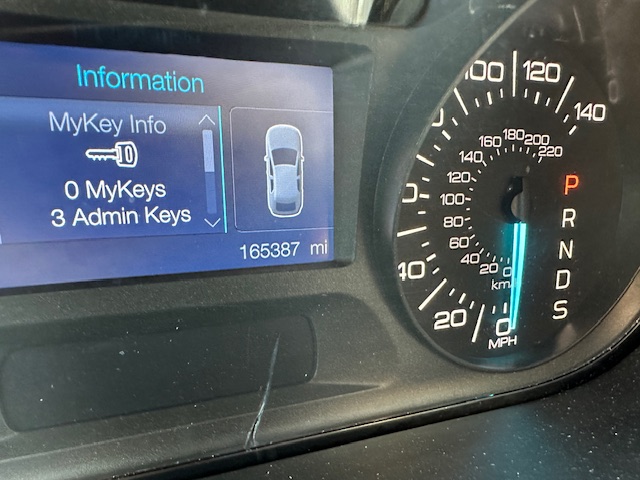 Information
MyKey Info
0 MyKeys
3 Admin Keys
165387 mi
100 120
140
40
20
0
MPH
180
160 200
140 220
120
100
80
60
40
20 0
km/
P
R
N
D
S